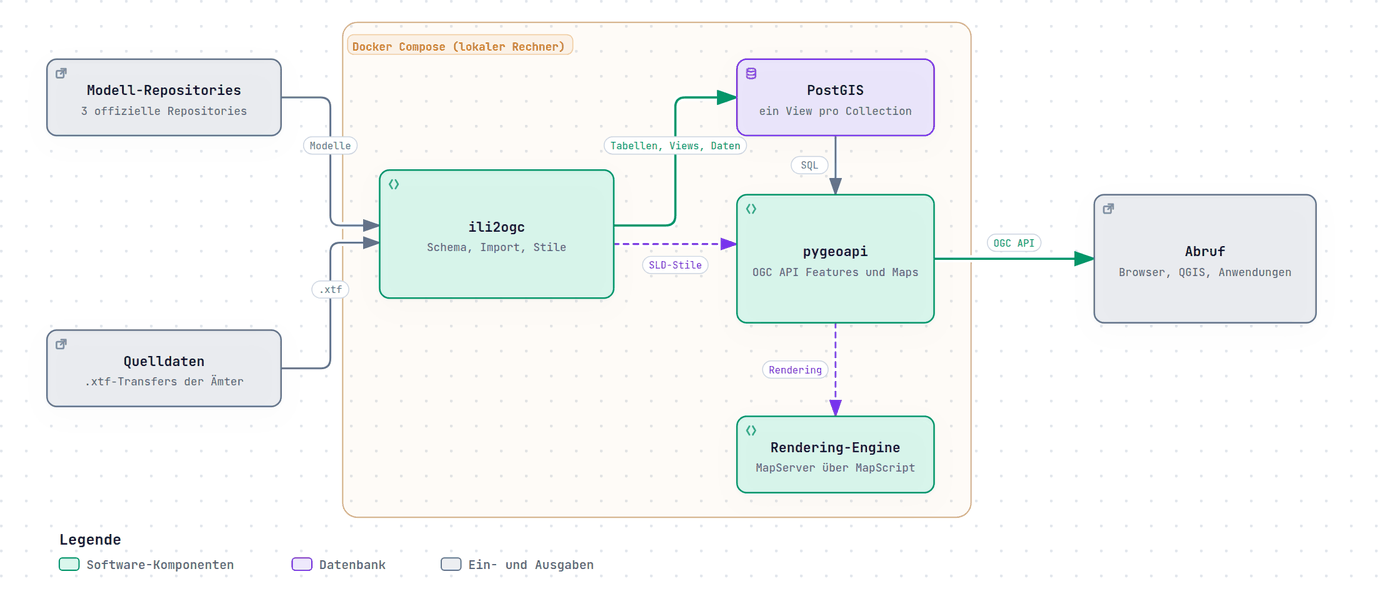 Docker Compose (lokaler Rechner)
Modell-Repositories
3 offizielle Repositories
PostGIS
ein View pro Collection
Modelle
Tabellen, Views, Daten
SQL
ili2ogc
Schema, Import, Stile
pygeoapi
OGC API Features und Maps
OGC API
Abruf
Browser, QGIS, Anwendungen
SLD-Stile
.xtf
Quelldaten
.xtf-Transfers der Ämter
Rendering
Rendering-Engine
MapServer über MapScript
Legende
Software-Komponenten
Datenbank
Ein- und Ausgaben